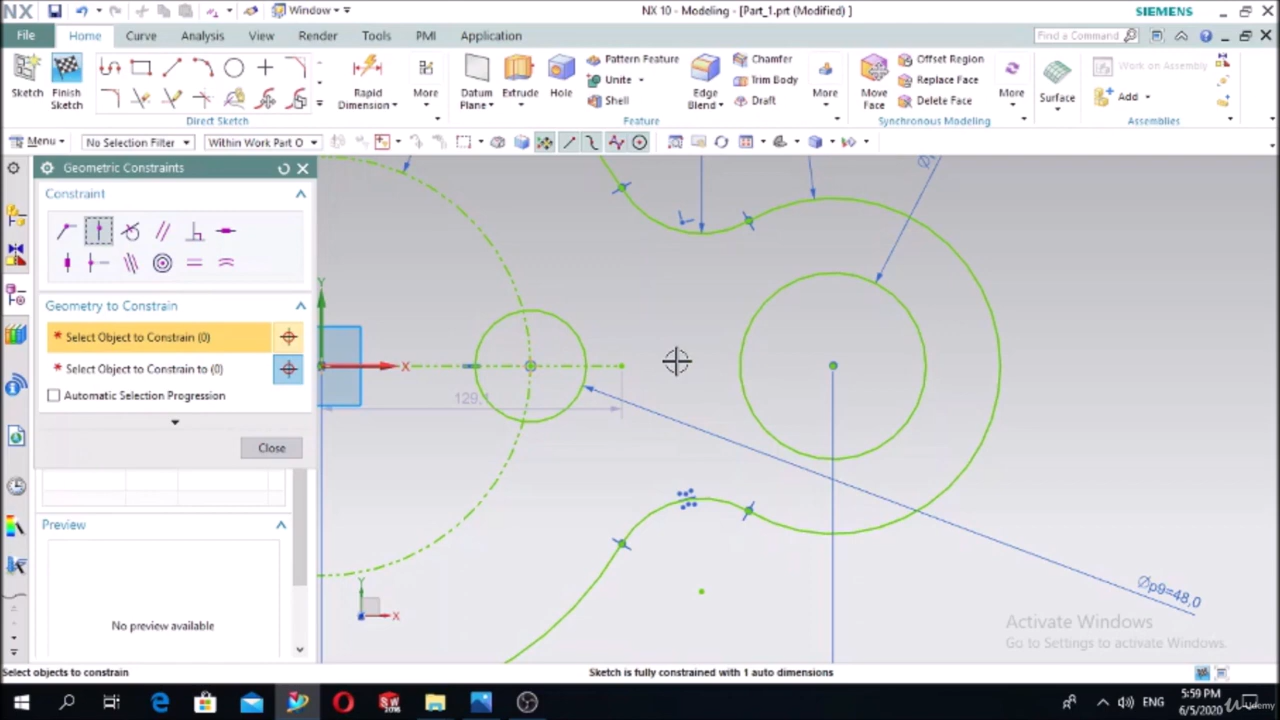 NX
Window
NX 10 - Modeling - [Part_1.prt (Modified) ]
SIEMENS
File
Home
Curve
Analysis
View
Render
Tools
PMI
Application
Find a Command
Sketch
Finish Sketch
Direct Sketch
Rapid Dimension
More
Datum Plane
Extrude
Hole
Pattern Feature
Unite
Shell
Edge Blend
Chamfer
Trim Body
Draft
More
Feature
Move Face
Offset Region
Replace Face
Delete Face
More
Synchronous Modeling
Surface
Work on Assembly
Add
Assemblies
Menu
No Selection Filter
Within Work Part O
Geometric Constraints
Constraint
Geometry to Constrain
* Select Object to Constrain (0)
* Select Object to Constrain to (0)
Automatic Selection Progression
Close
Preview
No preview available
Y
X
Y
X
Øp9=48,0
Activate Windows
Go to Settings to activate Windows.
Select objects to constrain
Sketch is fully constrained with 1 auto dimensions
ENG
5:59 PM
6/5/2020
Udemy